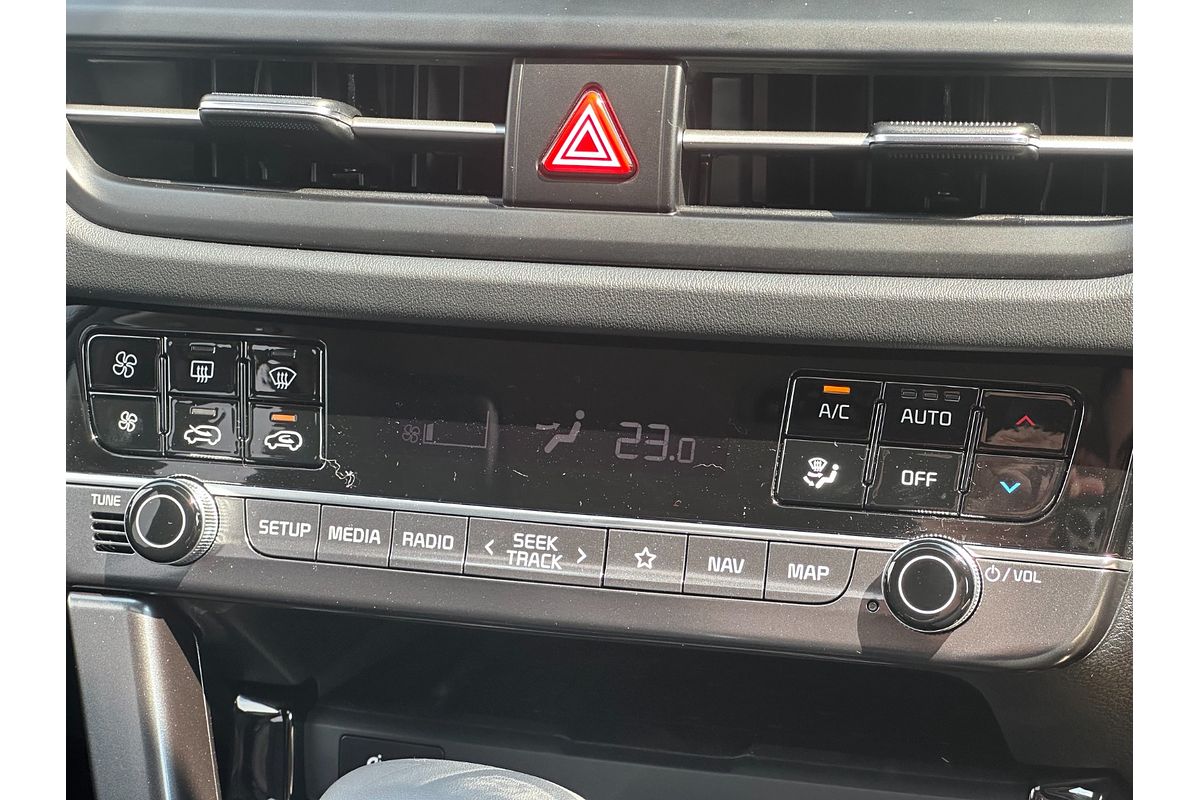 A/C
AUTO
23.0
OFF
TUNE
SETUP
MEDIA
RADIO
< SEEK >
TRACK
NAV
MAP
/VOL